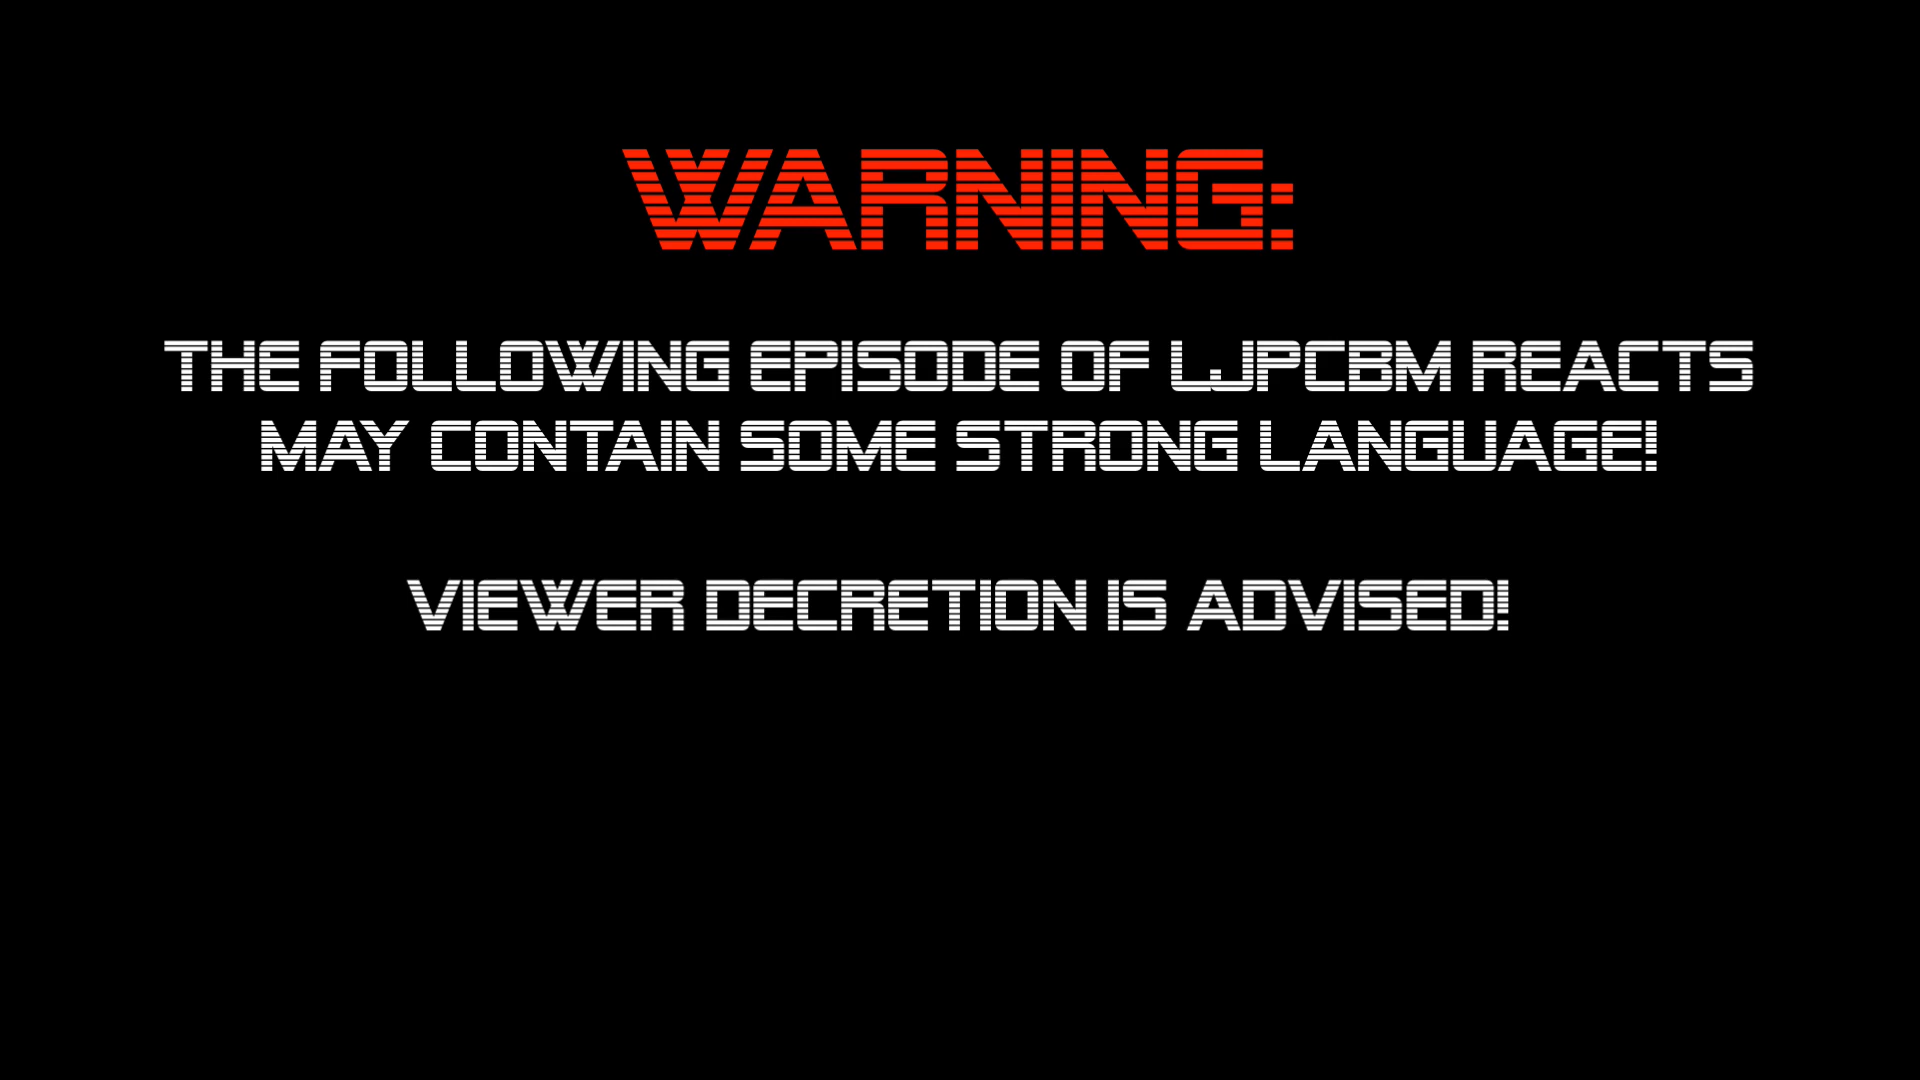 WARNING:
THE FOLLOWING EPISODE OF LJPCBM REACTS
MAY CONTAIN SOME STRONG LANGUAGE!
VIEWER DECRETION IS ADVISED!